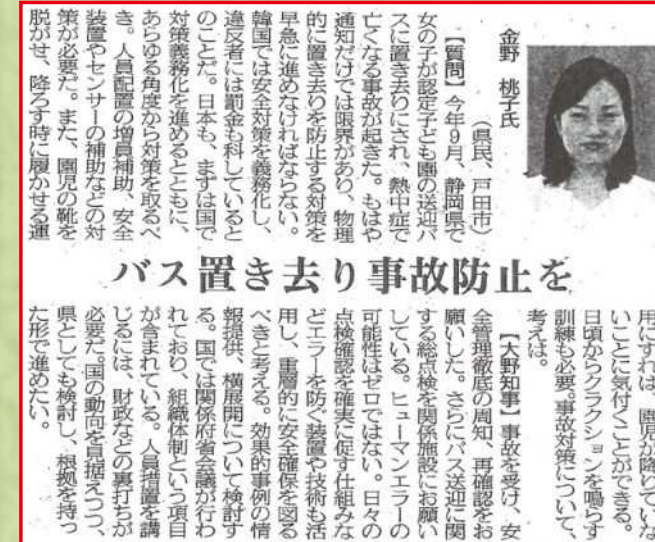 金野 桃子氏
(県民、戸田市)
【質問】今年9月、静岡県で
女の子が認定子ども園の送迎バ
スに置き去りにされ、熱中症で
亡くなる事故が起きた。もはや
通知だけでは限界があり、物理
的に置き去りを防止する対策を
早急に進めなければならない。
韓国では安全対策を義務化し、
違反者には罰金も科していると
のことだ。日本も、まずは国で
対策義務化を進めるとともに、
あらゆる角度から対策を取るべ
き。人員配置の増員補助、安全
装置やセンサーの補助などの対
策が必要だ。また、園児の靴を
脱がせ、降ろす時に履かせる運
バス置き去り事故防止を
用にすれば、園児が降りていな
いことに気付くことができる。
日頃からクラクションを鳴らす
訓練も必要。事故対策について、
考えは。
【大野知事】事故を受け、安
全管理徹底の周知、再確認をお
願いした。さらにバス送迎に関
する総点検を関係施設にお願い
している。ヒューマンエラーの
可能性はゼロではない。日々の
点検確認を確実に促す仕組みな
どエラーを防ぐ装置や技術も活
用し、重層的に安全確保を図る
べきと考える。効果的事例の情
報提供、横展開について検討す
る。国では関係府省会議が行わ
れており、組織体制という項目
が含まれている。人員措置を講
じるには、財政などの裏打ちが
必要だ。国の動向を見据えつつ、
県としても検討し、根拠を持っ
た形で進めたい。